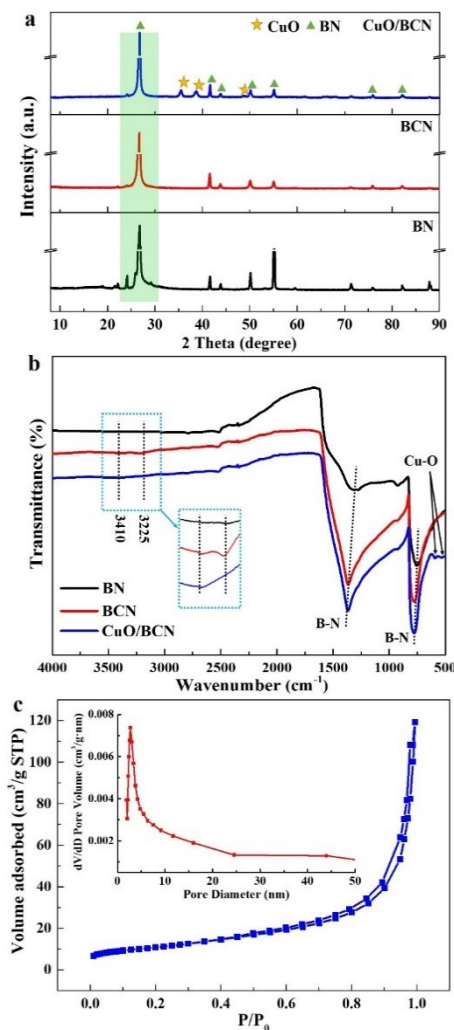 a
CuO BN CuO/BCN
BCN
BN
Intensity (a.u.)
10 20 30 40 50 60 70 80 90
2 Theta (degree)
b
Transmittance (%)
3410
3225
Cu-O
B-N
B-N
BN
BCN
CuO/BCN
4000 3500 3000 2500 2000 1500 1000 500
Wavenumber (cm⁻¹)
c
Volume adsorbed (cm³/g STP)
120
100
80
60
40
20
0
dV/dD Pore Volume (cm³/g·nm)
0.008
0.006
0.004
0.002
0 10 20 30 40 50
Pore Diameter (nm)
0.0 0.2 0.4 0.6 0.8 1.0
P/P₀